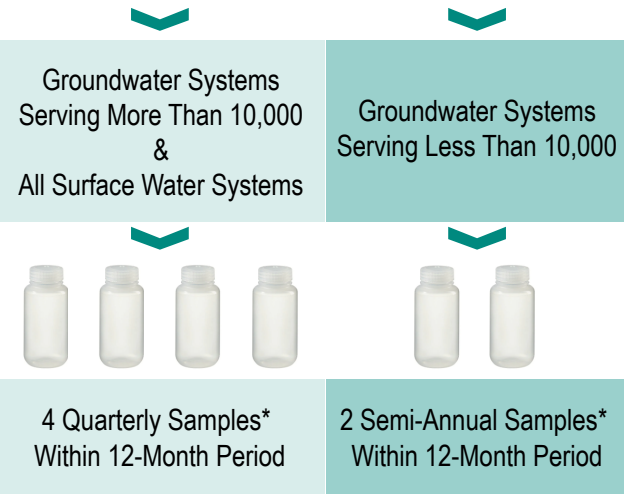 Groundwater Systems
Serving More Than 10,000
&
All Surface Water Systems
Groundwater Systems
Serving Less Than 10,000
4 Quarterly Samples*
Within 12-Month Period
2 Semi-Annual Samples*
Within 12-Month Period